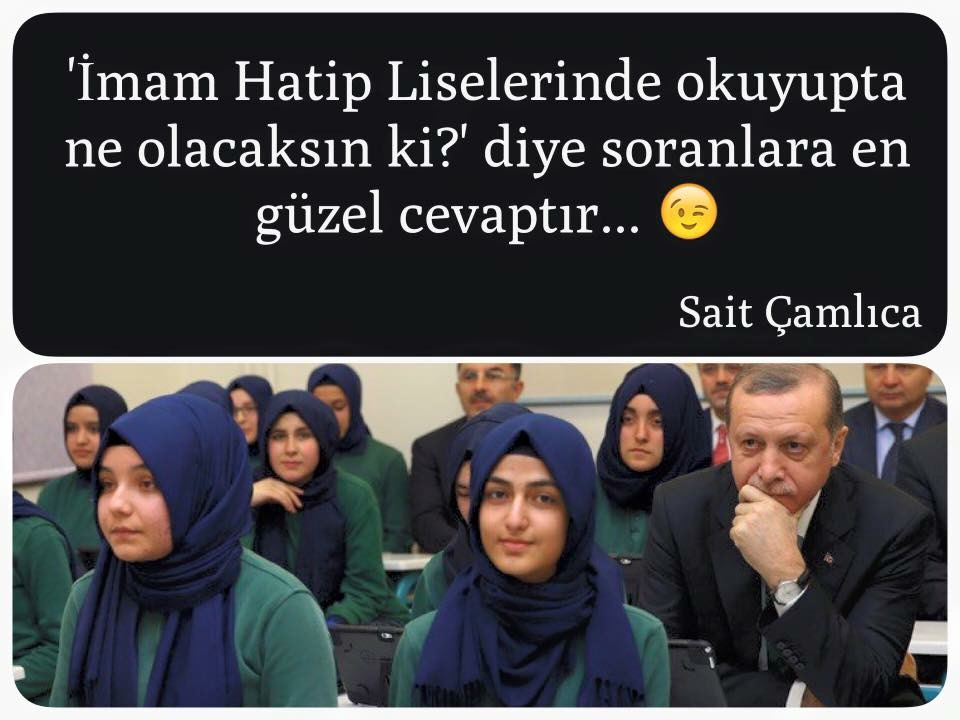 'İmam Hatip Liselerinde okuyupta
ne olacaksın ki?' diye soranlara en
güzel cevaptır... 😉
Sait Çamlıca